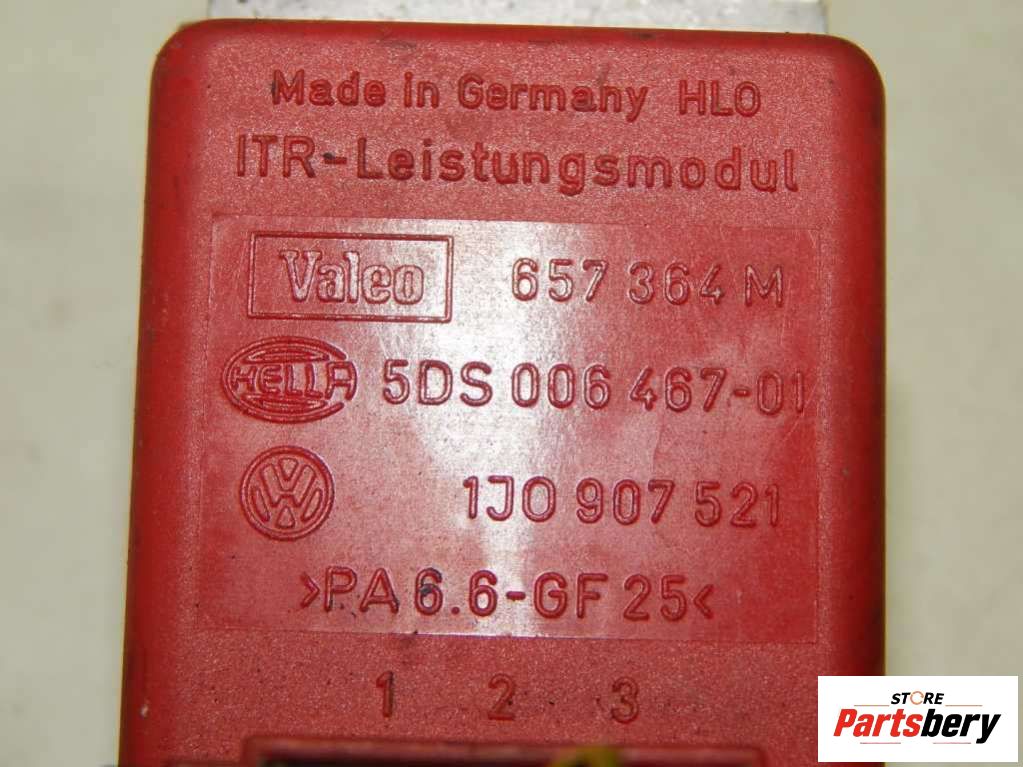 Made in Germany HLO
ITR-Leistungsmodul
Valeo 657 364 M
HELLA 5DS 006 467-01
VW 1J0 907 521
>PA 6.6-GF 25<
1 2 3
STORE
Partsbery